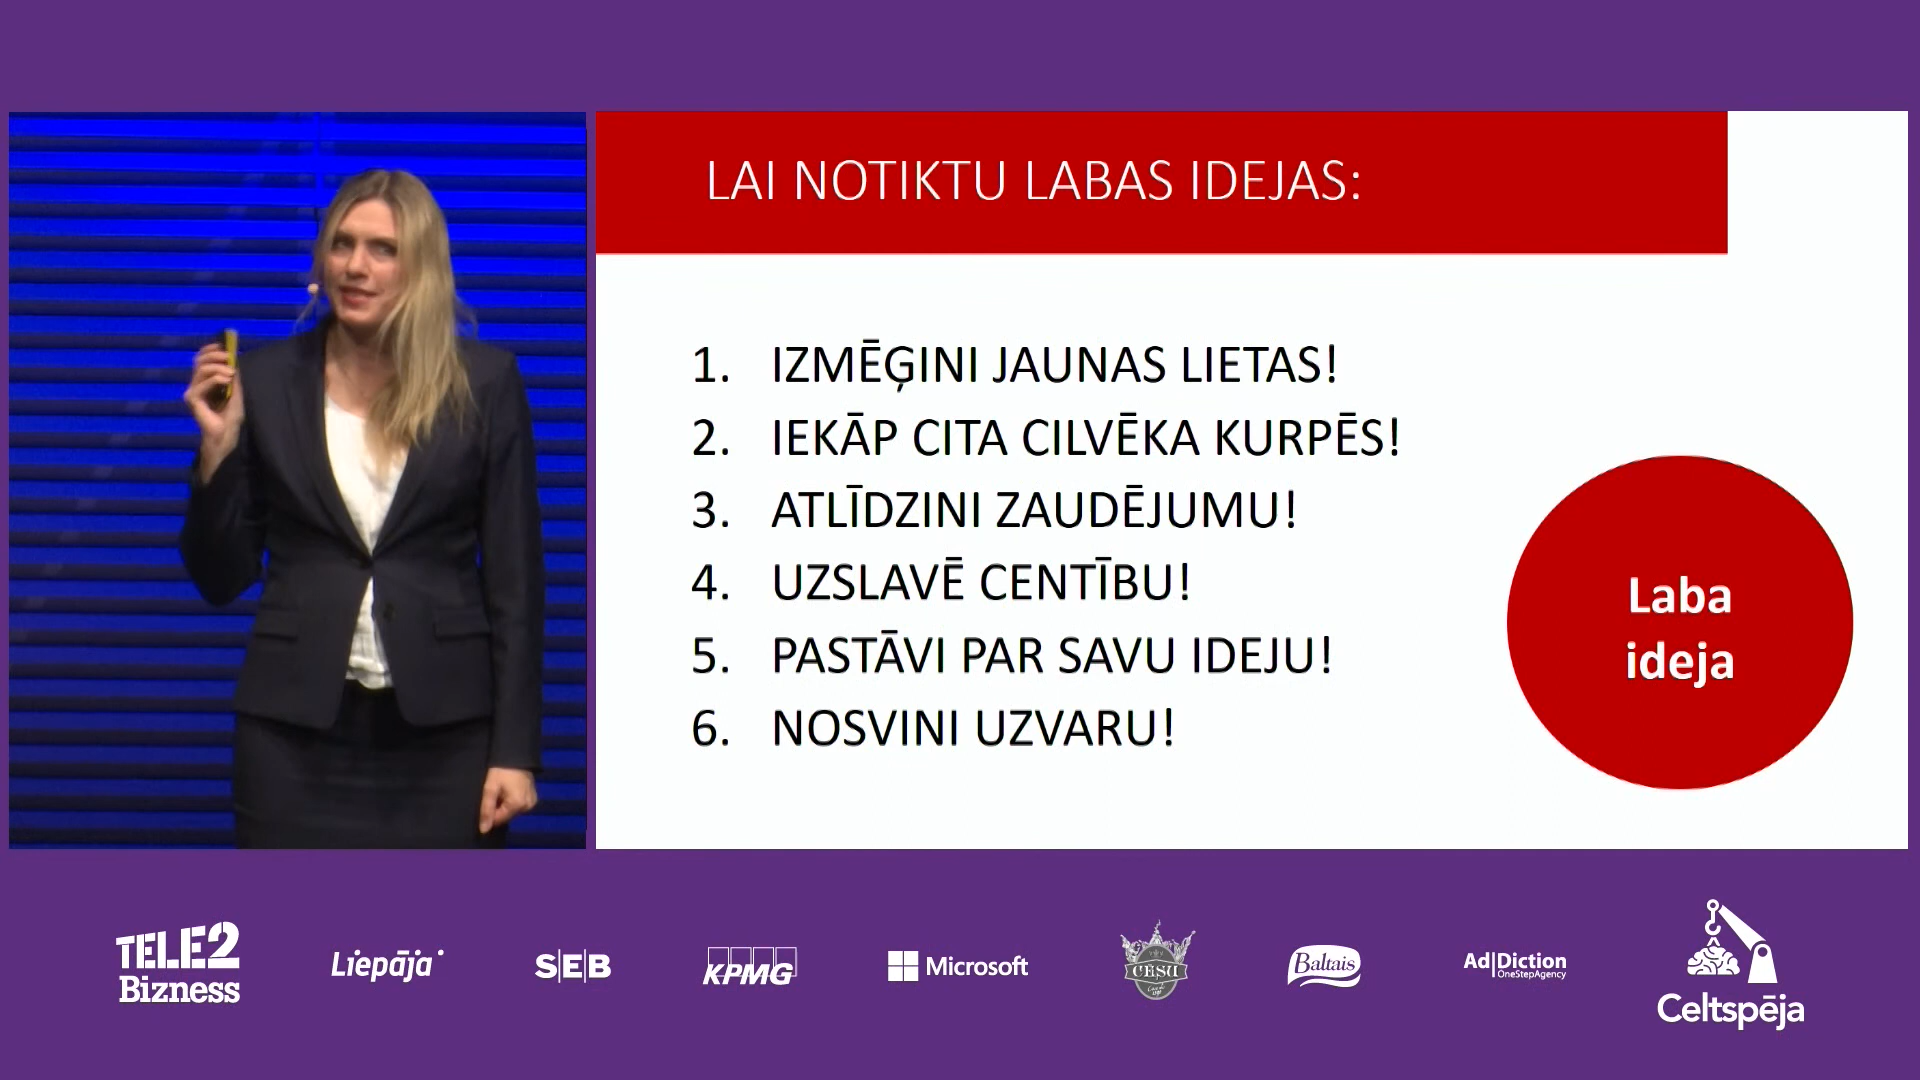 LAI NOTIKTU LABAS IDEJAS:
1. IZMĒĢINI JAUNAS LIETAS!
2. IEKĀP CITA CILVĒKA KURPĒS!
3. ATLĪDZINI ZAUDĒJUMU!
4. UZSLAVĒ CENTĪBU!
5. PASTĀVI PAR SAVU IDEJU!
6. NOSVINI UZVARU!
Laba
ideja
TELE2
Bizness
Liepāja
S|E|B
KPMG
Microsoft
CĒSU
Baltais
Ad|Diction
OneStepAgency
Celtspēja